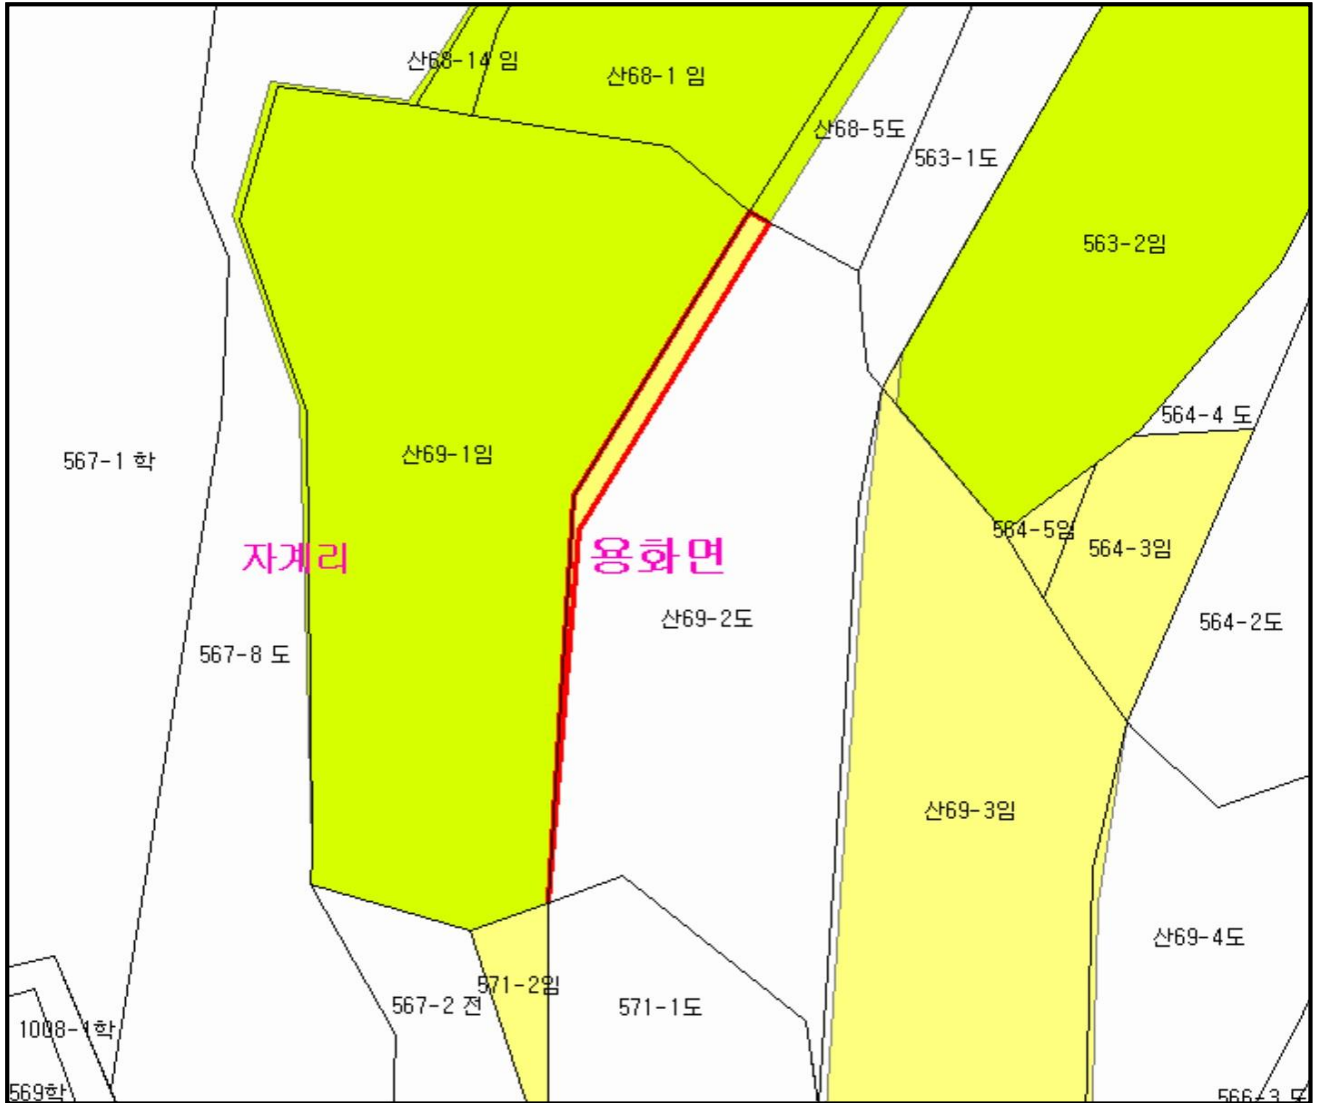 산68-14 임
산68-1 임
산68-5도
563-1도
563-2임
564-4 도
567-1 학
산69-1임
564-5임
564-3임
자계리
용화면
산69-2도
564-2도
567-8 도
산69-3임
산69-4도
571-2임
567-2 전
571-1도
1008-1학
569학
566-3 도